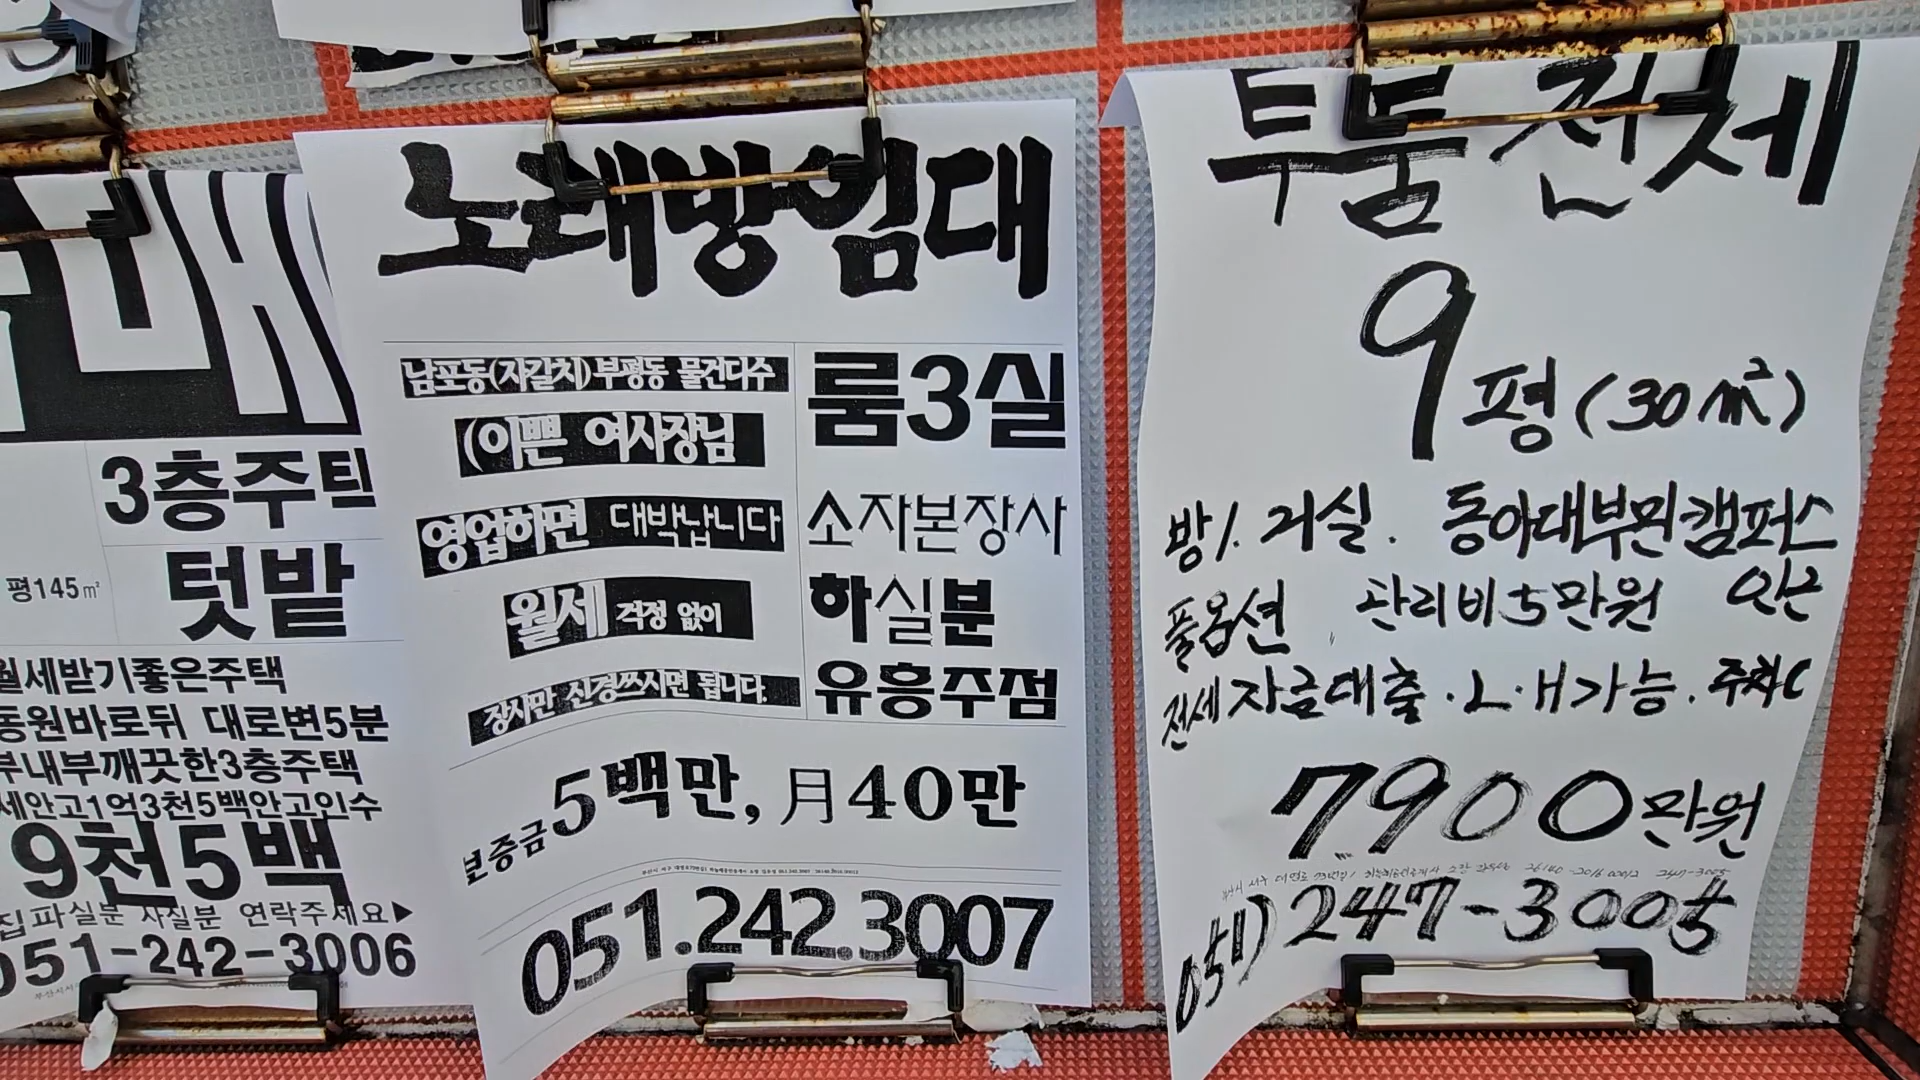 3층주택
텃밭
평145㎡
월세받기좋은주택
동원바로뒤 대로변5분
부내부깨끗한3층주택
세안고1억3천5백안고인수
9천5백
집파실분 사실분 연락주세요▶
051-242-3006
노래방임대
남포동(자갈치)부평동 물건다수
(이쁜 여사장님
영업하면 대박납니다
월세 걱정 없이
장사만 신경쓰시면 됩니다.
룸3실
소자본장사
하실분
유흥주점
보증금5백만, 月40만
051.242.3007
투룸전세
9평(30㎡)
방1. 거실. 동아대부민캠퍼스
풀옵션 관리비5만원 인근
전세자금대출.L.H가능.주차C
7900만원
051)247-3005